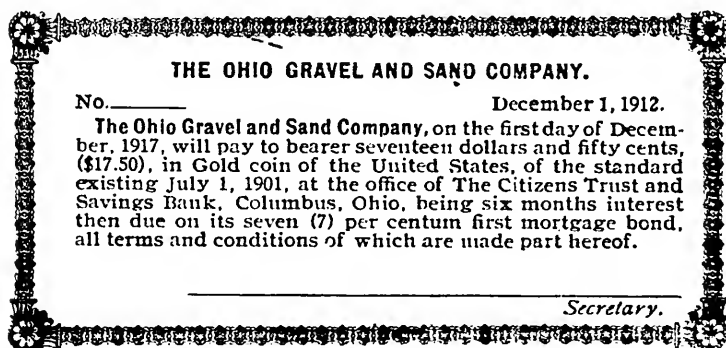 THE OHIO GRAVEL AND SAND COMPANY.
No.______ December 1, 1912.
The Ohio Gravel and Sand Company, on the first day of Decem-
ber, 1917, will pay to bearer seventeen dollars and fifty cents,
($17.50), in Gold coin of the United States, of the standard
existing July 1, 1901, at the office of The Citizens Trust and
Savings Bank, Columbus, Ohio, being six months interest
then due on its seven (7) per centum first mortgage bond,
all terms and conditions of which are made part hereof.
Secretary.